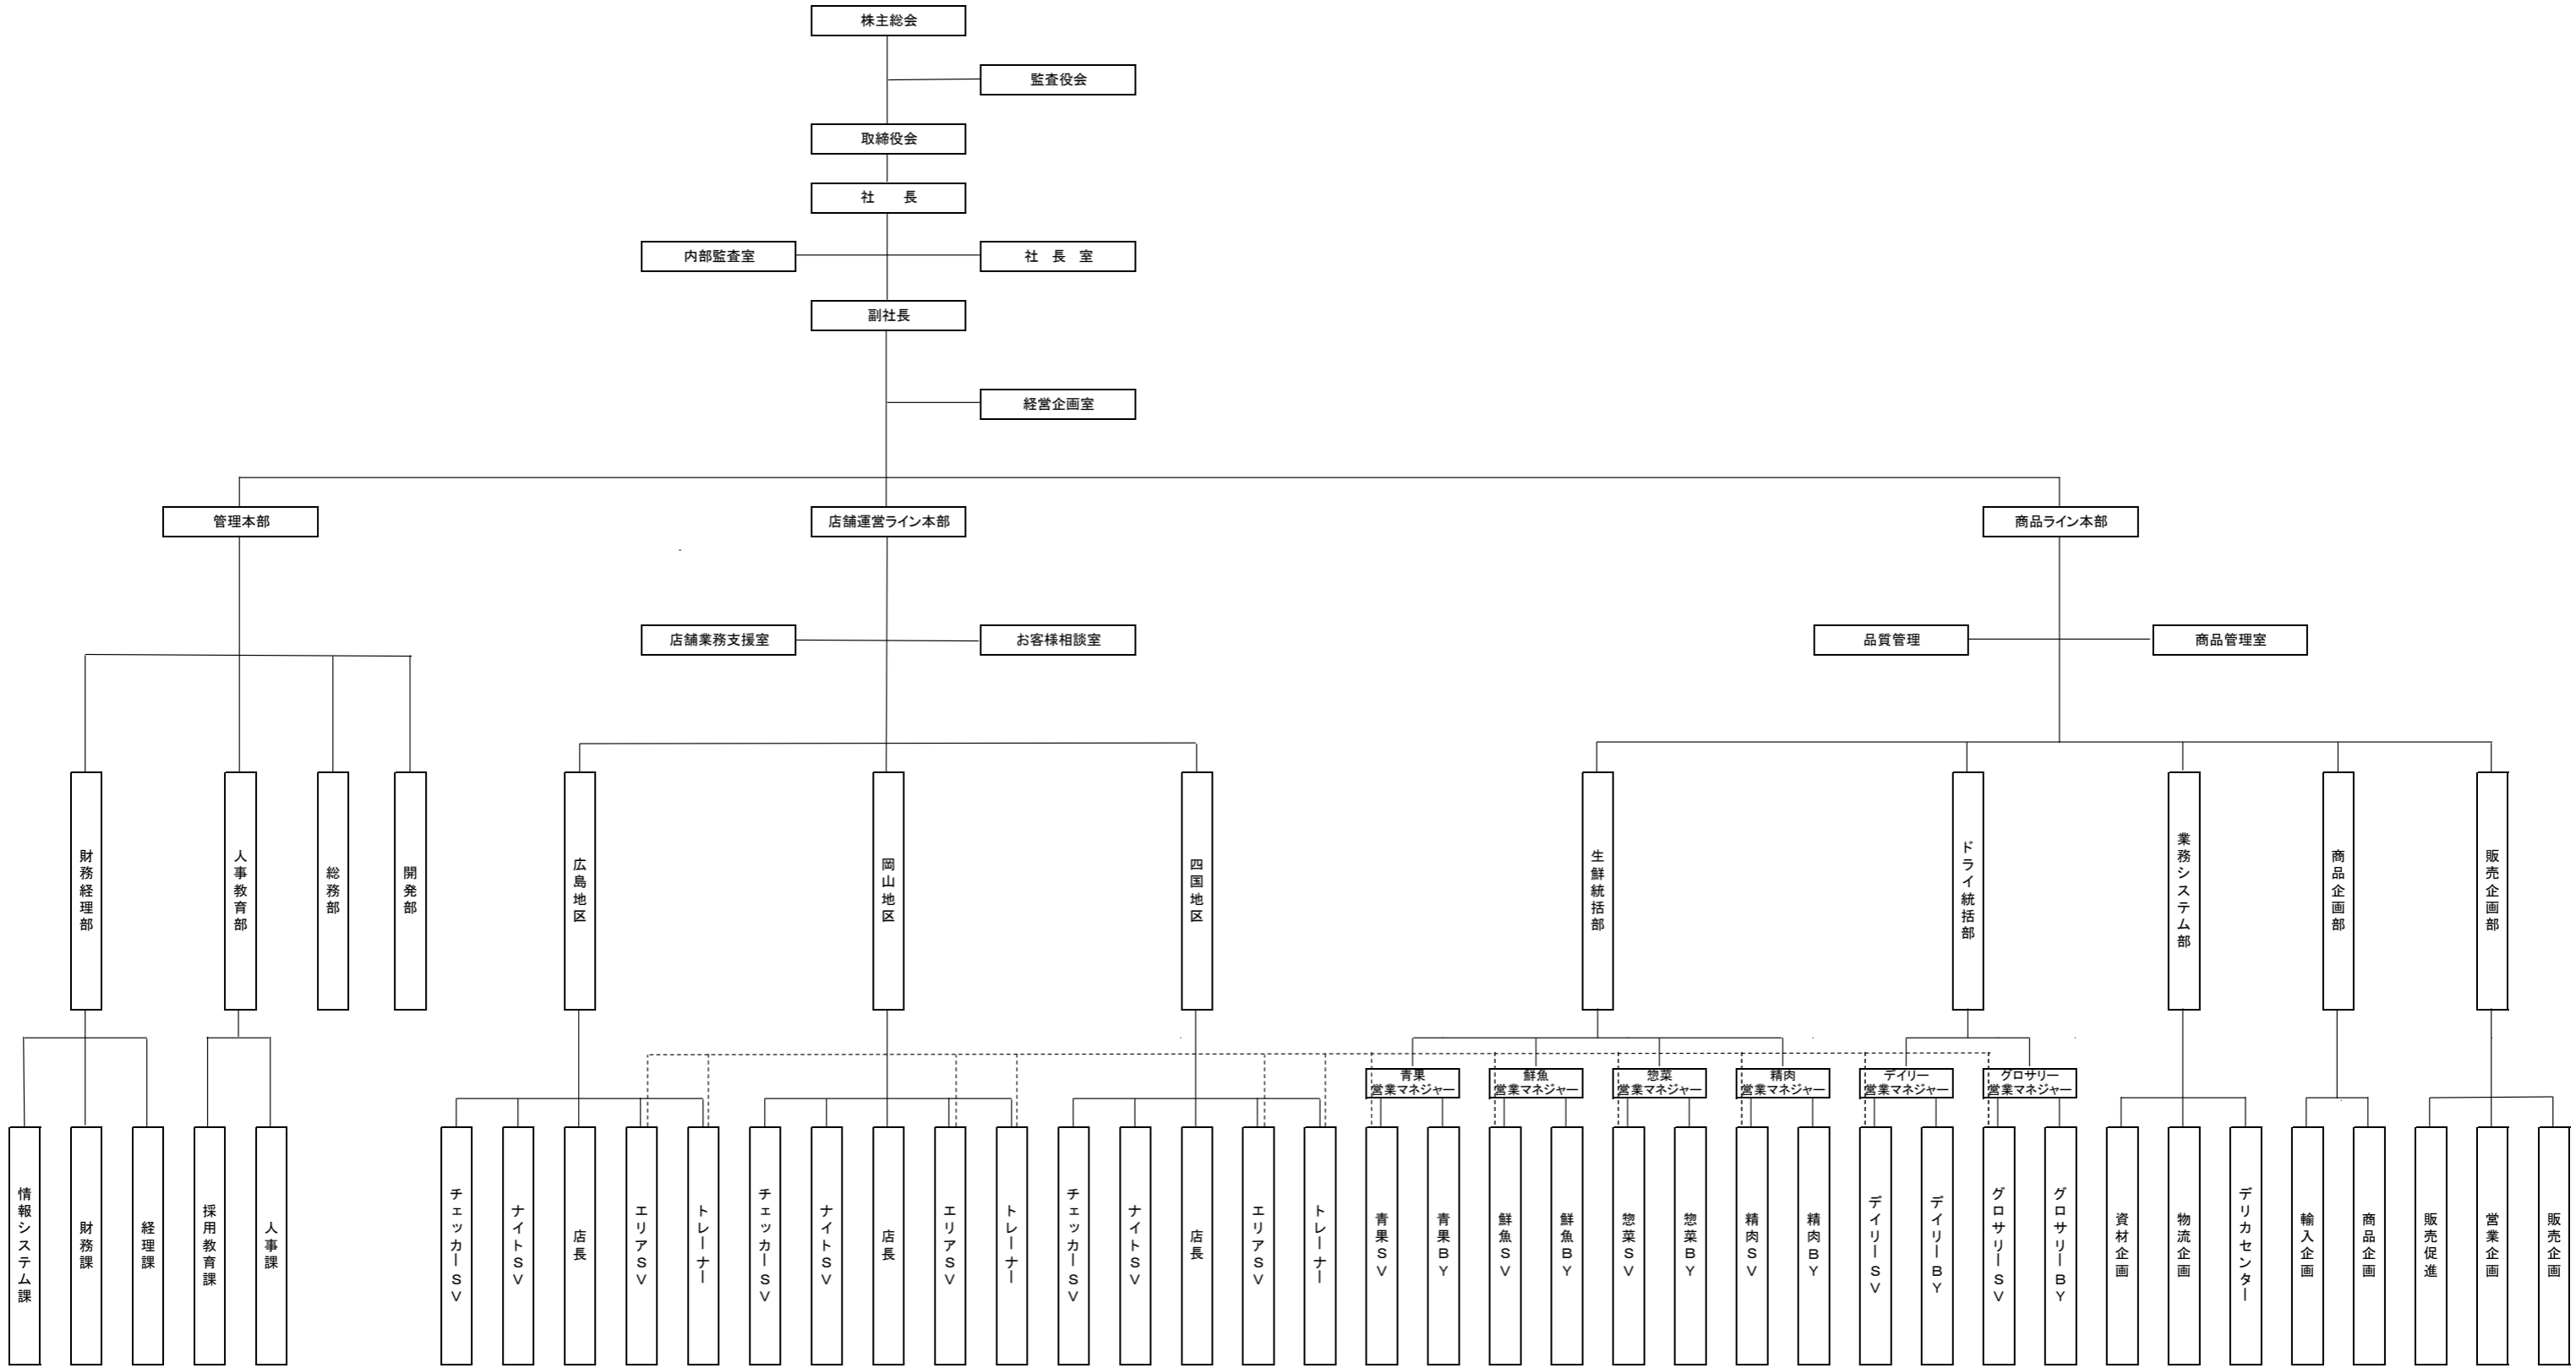 株主総会
監査役会
取締役会
社　　長
内部監査室
社　長　室
副社長
経営企画室
管理本部
店舗運営ライン本部
商品ライン本部
店舗業務支援室
お客様相談室
品質管理
商品管理室
財務経理部
人事教育部
総務部
開発部
広島地区
岡山地区
四国地区
生鮮統括部
ドライ統括部
業務システム部
商品企画部
販売企画部
青果
営業マネジャー
鮮魚
営業マネジャー
惣菜
営業マネジャー
精肉
営業マネジャー
デイリー
営業マネジャー
グロサリー
営業マネジャー
情報システム課
財務課
経理課
採用教育課
人事課
チェッカーSV
ナイトSV
店長
エリアSV
トレーナー
チェッカーSV
ナイトSV
店長
エリアSV
トレーナー
チェッカーSV
ナイトSV
店長
エリアSV
トレーナー
青果SV
青果BY
鮮魚SV
鮮魚BY
惣菜SV
惣菜BY
精肉SV
精肉BY
デイリーSV
デイリーBY
グロサリーSV
グロサリーBY
資材企画
物流企画
デリカセンター
輸入企画
商品企画
販売促進
営業企画
販売企画